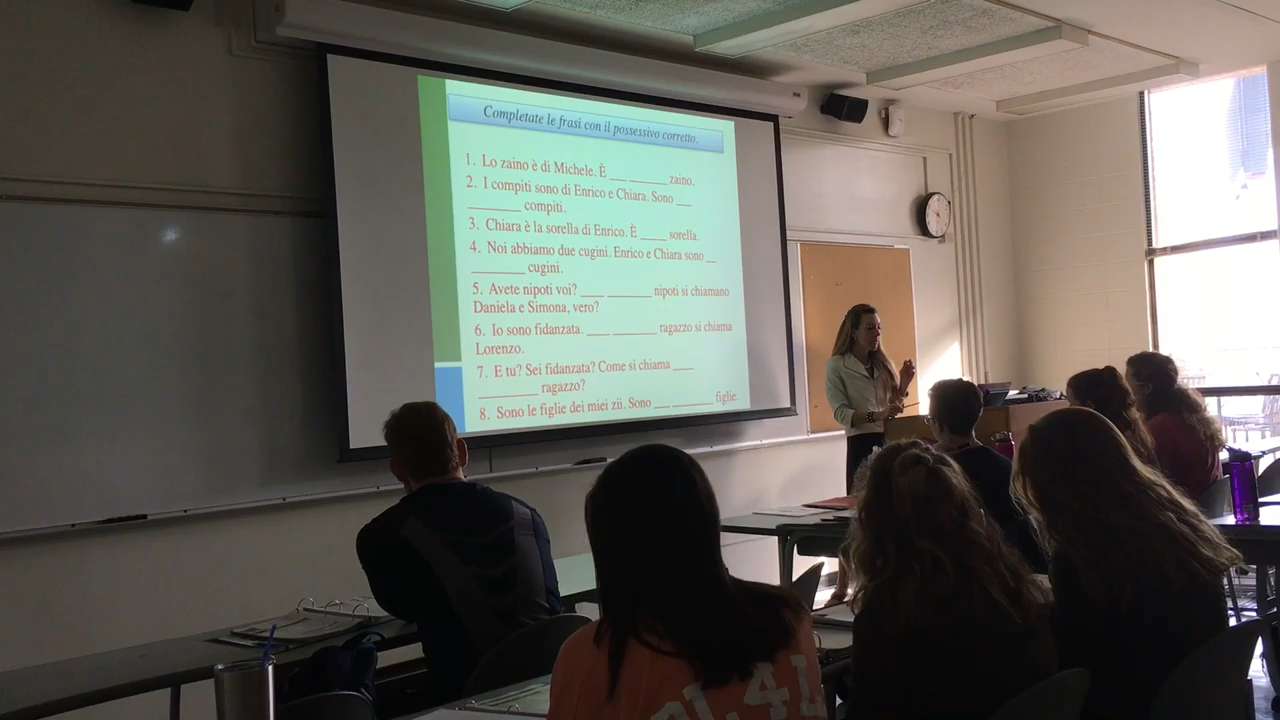 Completate le frasi con il possessivo corretto.
1. Lo zaino è di Michele. È ___ _______ zaino.
2. I compiti sono di Enrico e Chiara. Sono ___
________ compiti.
3. Chiara è la sorella di Enrico. È _____ sorella.
4. Noi abbiamo due cugini. Enrico e Chiara sono __
________ cugini.
5. Avete nipoti voi? ____ _______ nipoti si chiamano
Daniela e Simona, vero?
6. Io sono fidanzata. ____ _______ ragazzo si chiama
Lorenzo.
7. E tu? Sei fidanzata? Come si chiama ____
_________ ragazzo?
8. Sono le figlie dei miei zii. Sono ___ _______ figlie.